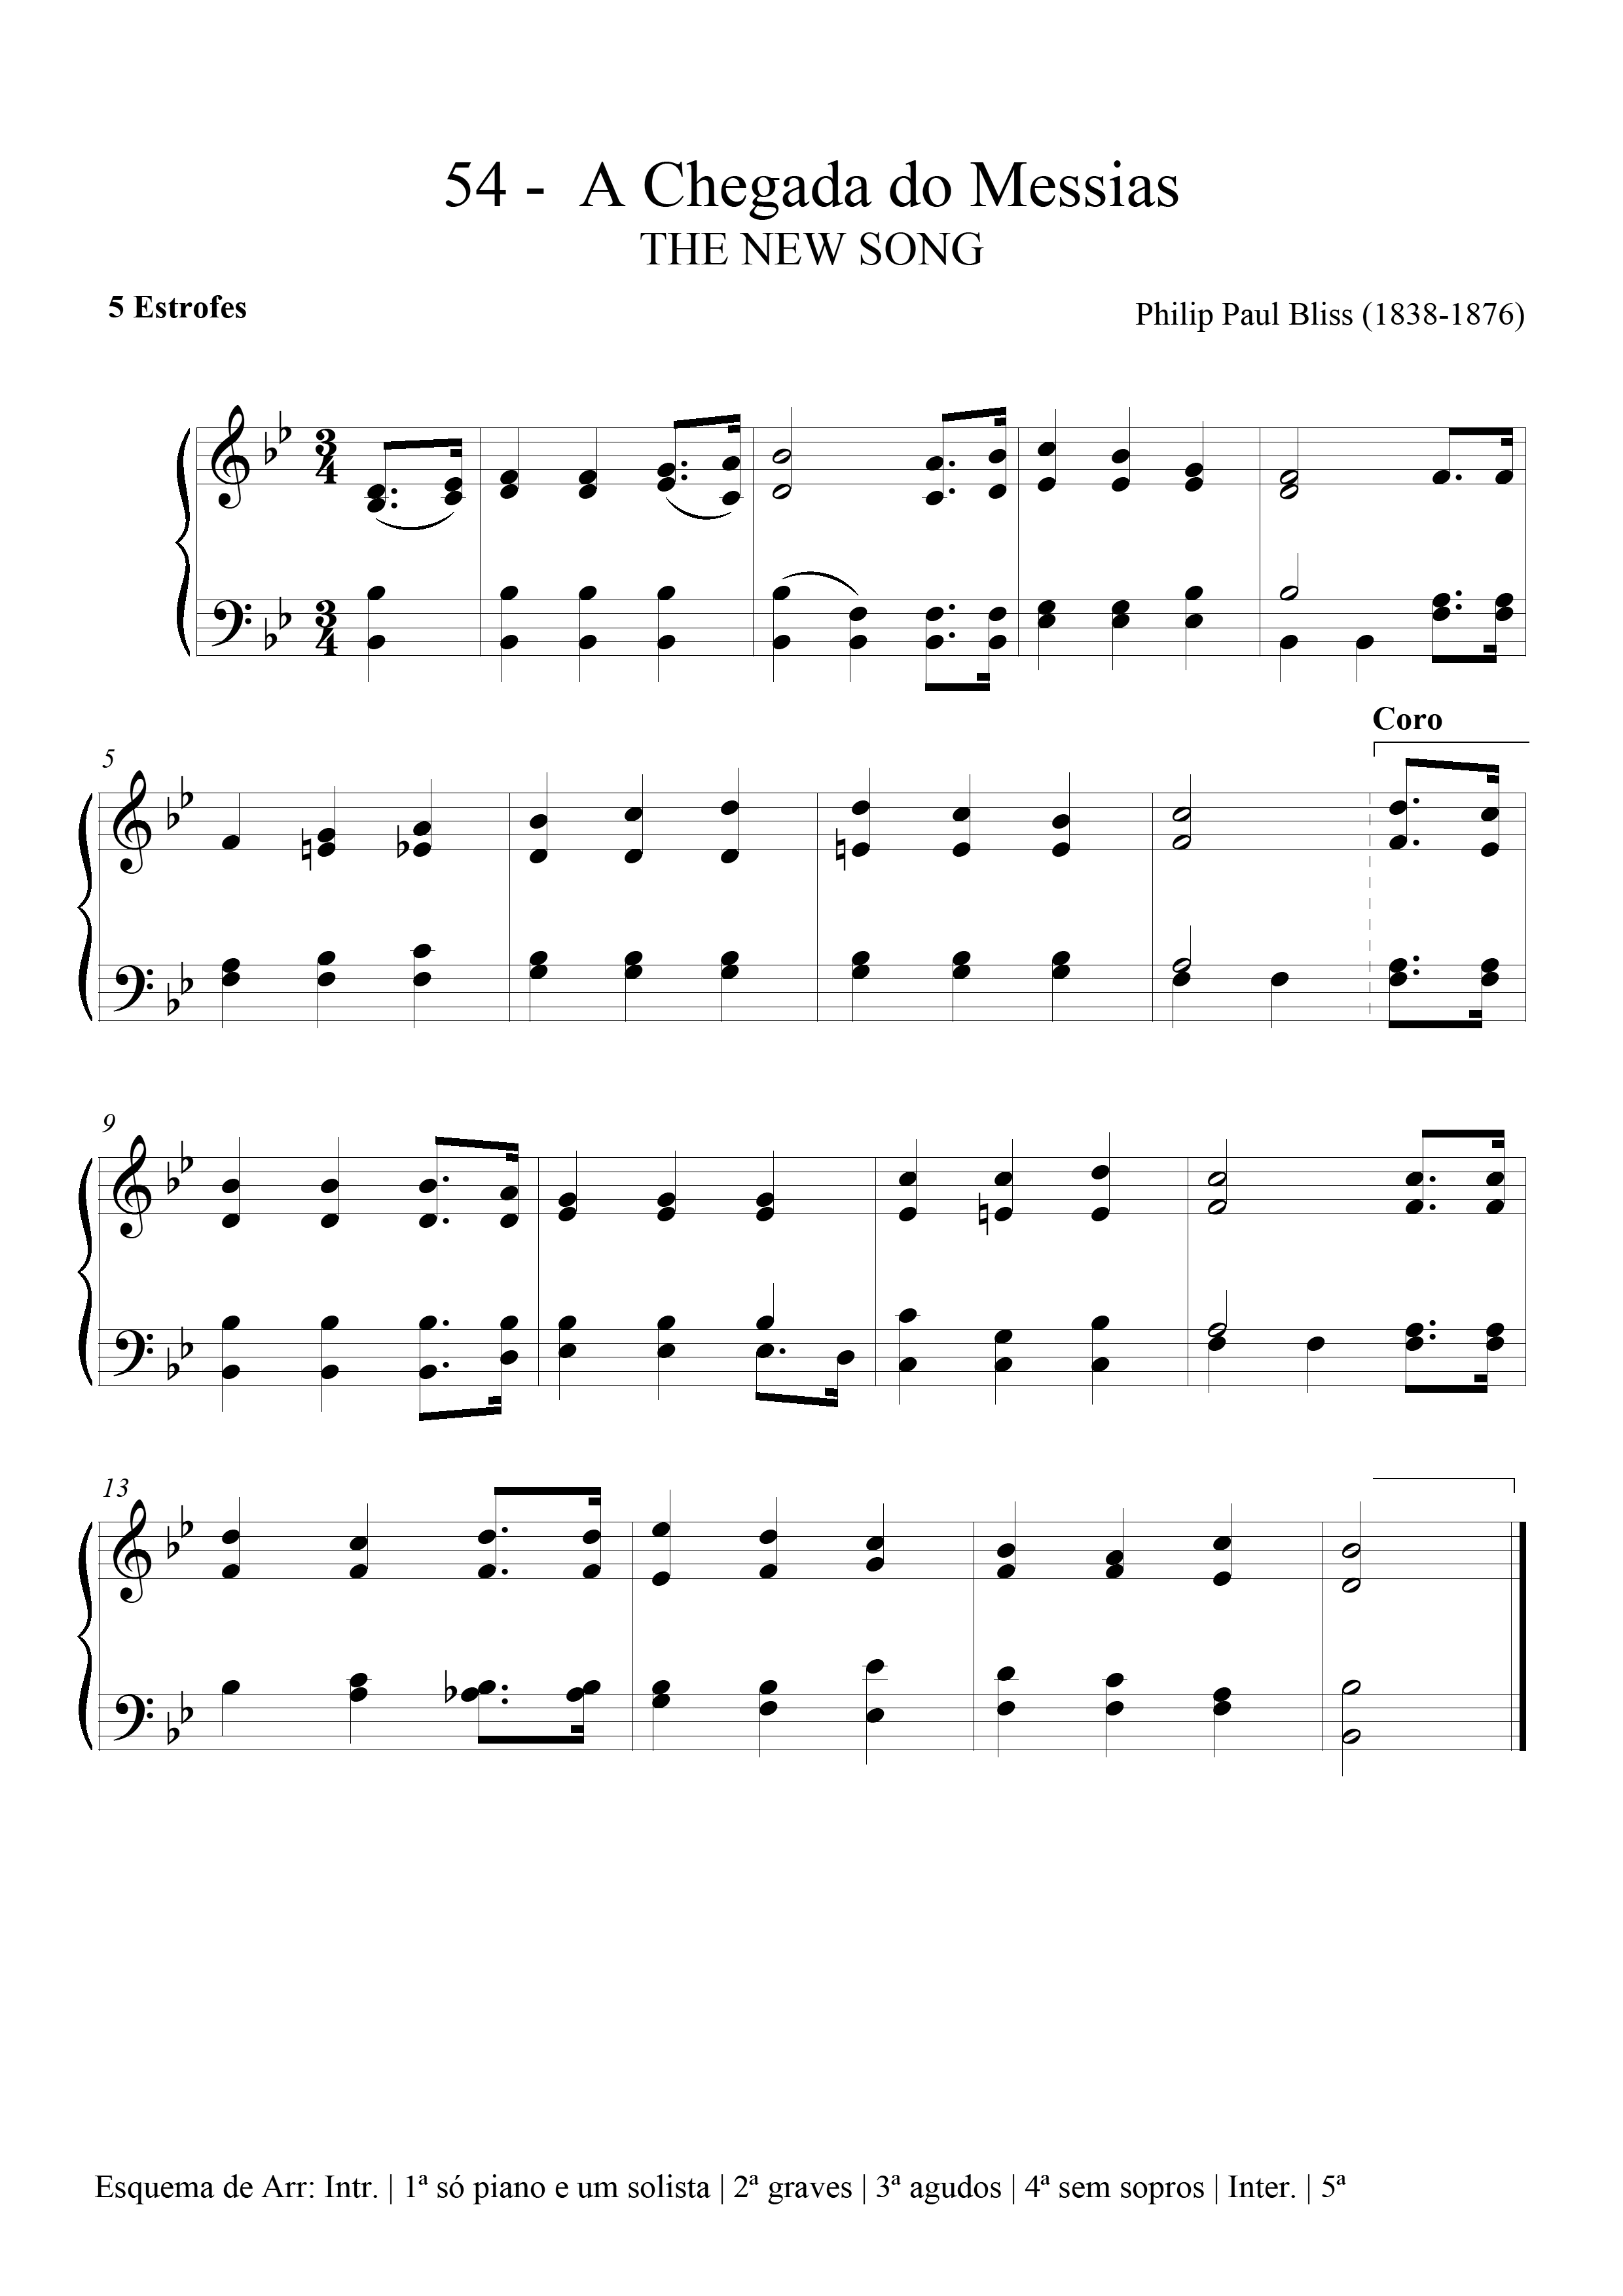 54 - A Chegada do Messias
THE NEW SONG
5 Estrofes
Philip Paul Bliss (1838-1876)
3
4
3
4
Coro
5
9
13
Esquema de Arr: Intr. | 1ª só piano e um solista | 2ª graves | 3ª agudos | 4ª sem sopros | Inter. | 5ª